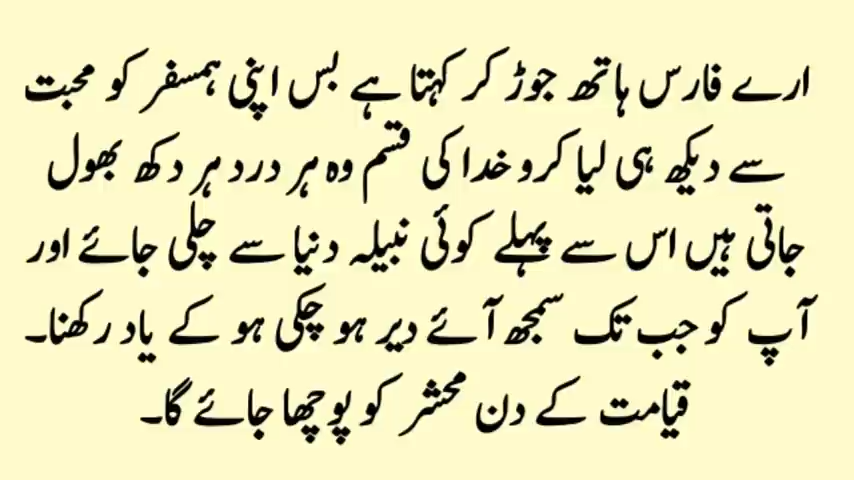 ارے فارس ہاتھ جوڑ کر کہتا ہے بس اپنی ہمسفر کو محبت
سے دیکھ ہی لیا کرو خدا کی قسم وہ ہر درد ہر دکھ بھول
جاتی ہیں اس سے پہلے کوئی نبیلہ دنیا سے چلی جائے اور
آپ کو جب تک سمجھ آئے دیر ہو چکی ہو کے یاد رکھنا۔
قیامت کے دن محشر کو پوچھا جائے گا۔